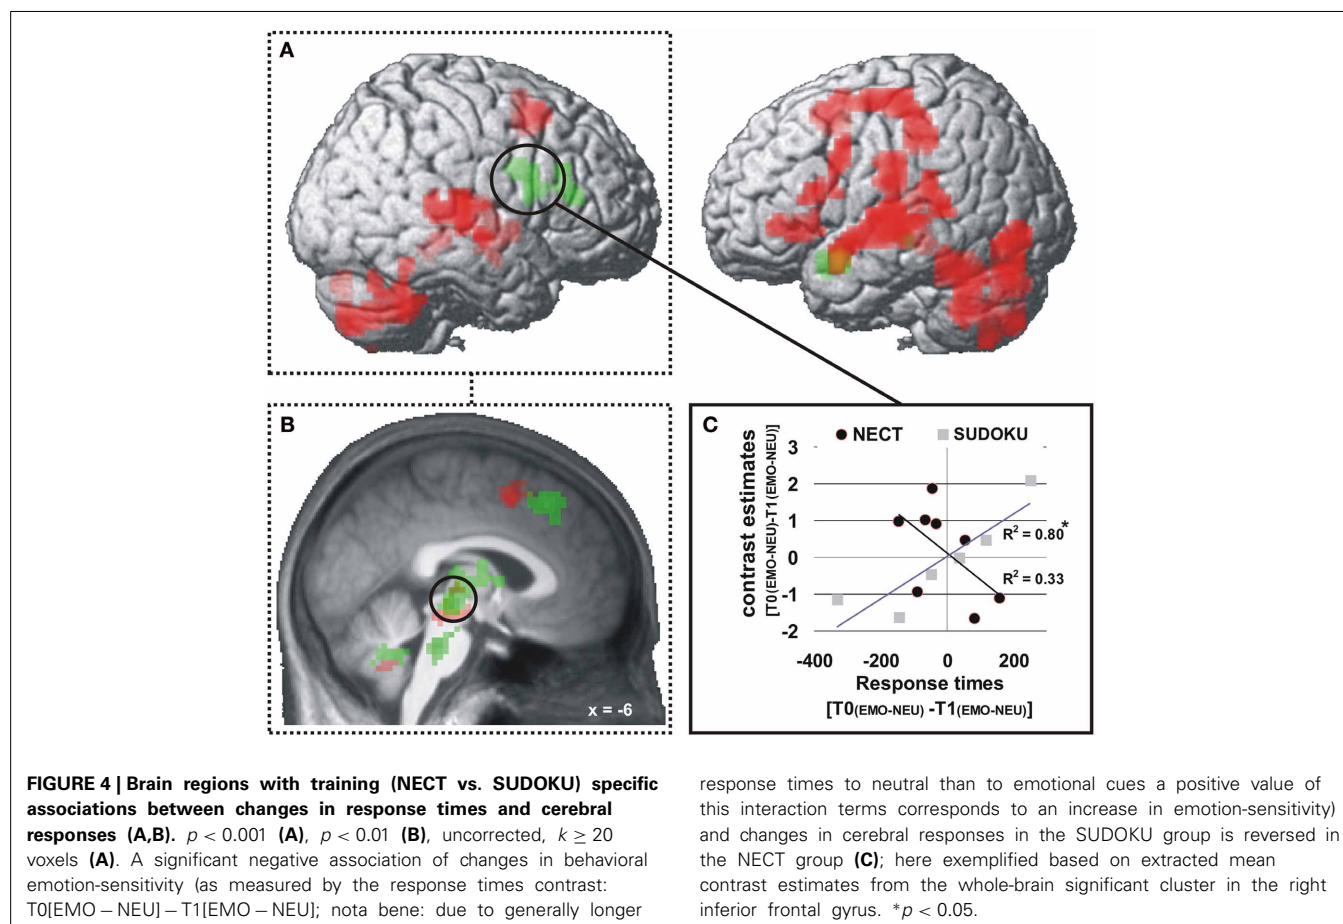 A
B
x = -6
C
NECT
SUDOKU
contrast estimates
[T0(EMO-NEU)-T1(EMO-NEU)]
3
2
1
0
-1
-2
R² = 0.80*
R² = 0.33
-400
-200
0
200
Response times
[T0(EMO-NEU) -T1(EMO-NEU)]
FIGURE 4 | Brain regions with training (NECT vs. SUDOKU) specific
associations between changes in response times and cerebral
responses (A,B). p < 0.001 (A), p < 0.01 (B), uncorrected, k ≥ 20
voxels (A). A significant negative association of changes in behavioral
emotion-sensitivity (as measured by the response times contrast:
T0[EMO – NEU] – T1[EMO – NEU]; nota bene: due to generally longer
response times to neutral than to emotional cues a positive value of
this interaction terms corresponds to an increase in emotion-sensitivity)
and changes in cerebral responses in the SUDOKU group is reversed in
the NECT group (C); here exemplified based on extracted mean
contrast estimates from the whole-brain significant cluster in the right
inferior frontal gyrus. *p < 0.05.